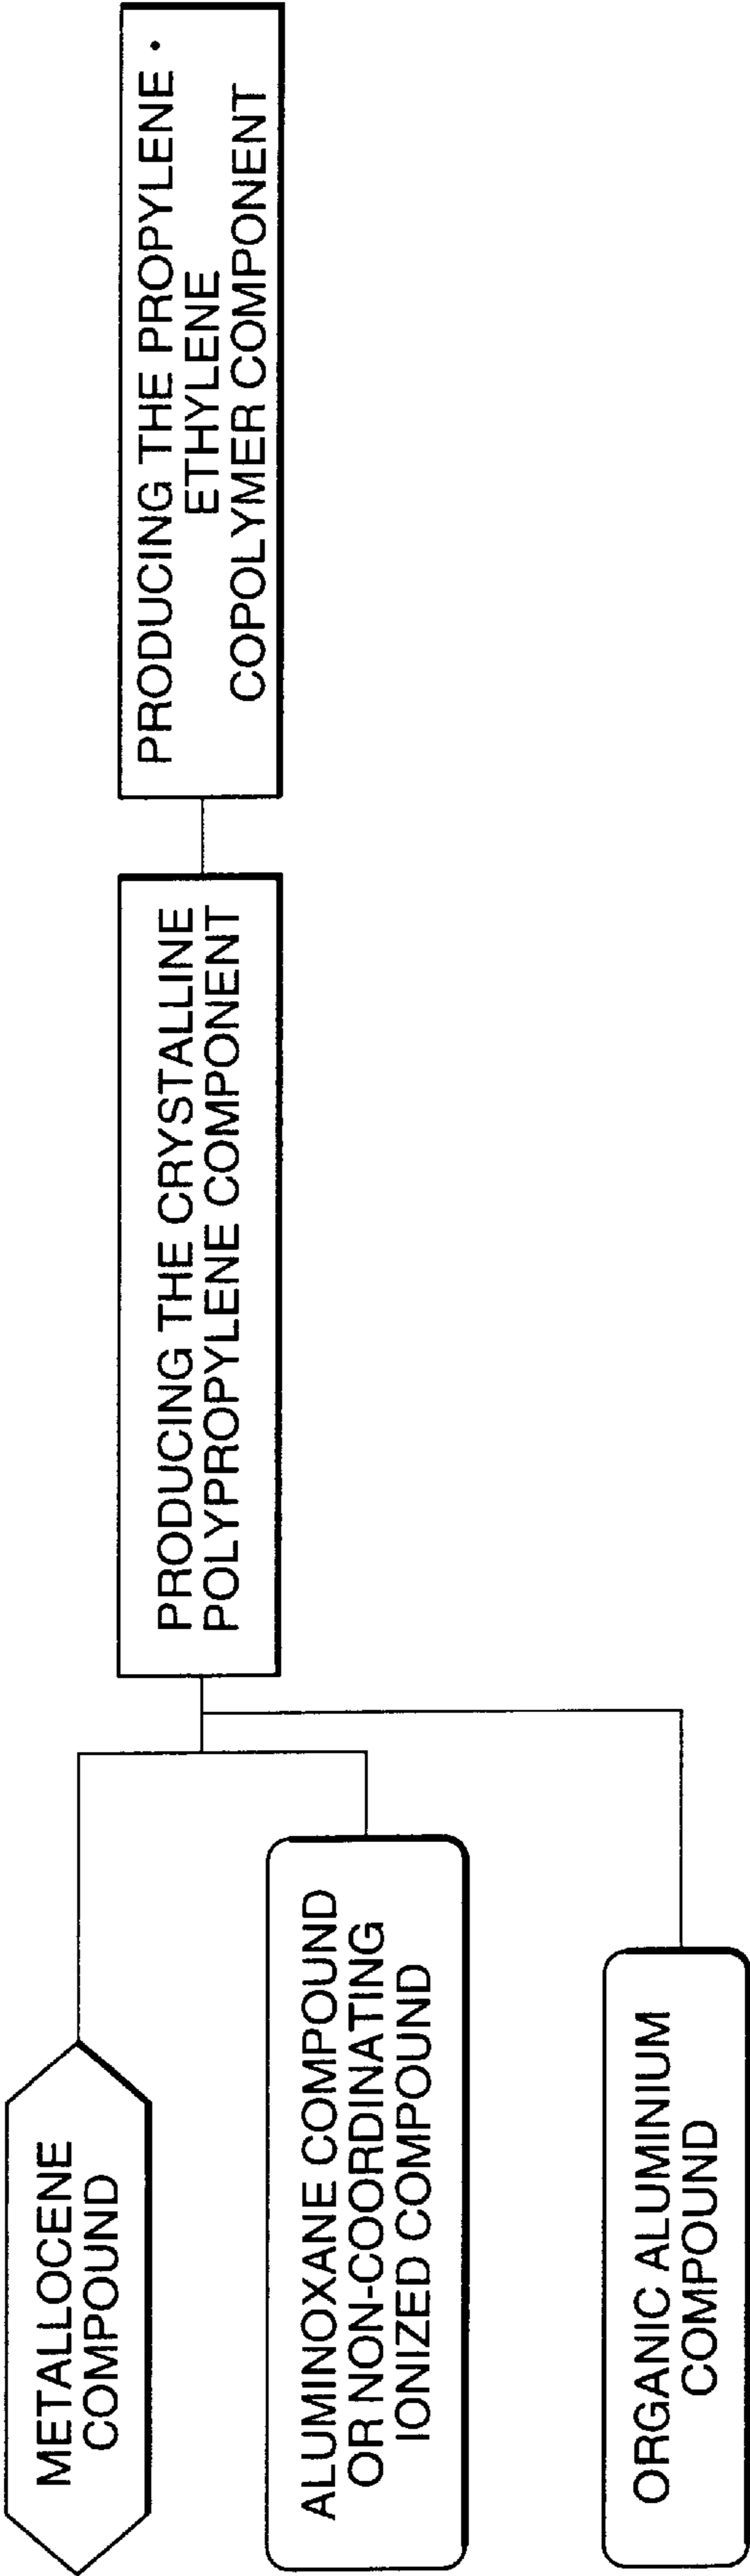 METALLOCENE
COMPOUND
ALUMINOXANE COMPOUND
OR NON-COORDINATING
IONIZED COMPOUND
ORGANIC ALUMINIUM
COMPOUND
PRODUCING THE CRYSTALLINE
POLYPROPYLENE COMPONENT
PRODUCING THE PROPYLENE •
ETHYLENE
COPOLYMER COMPONENT